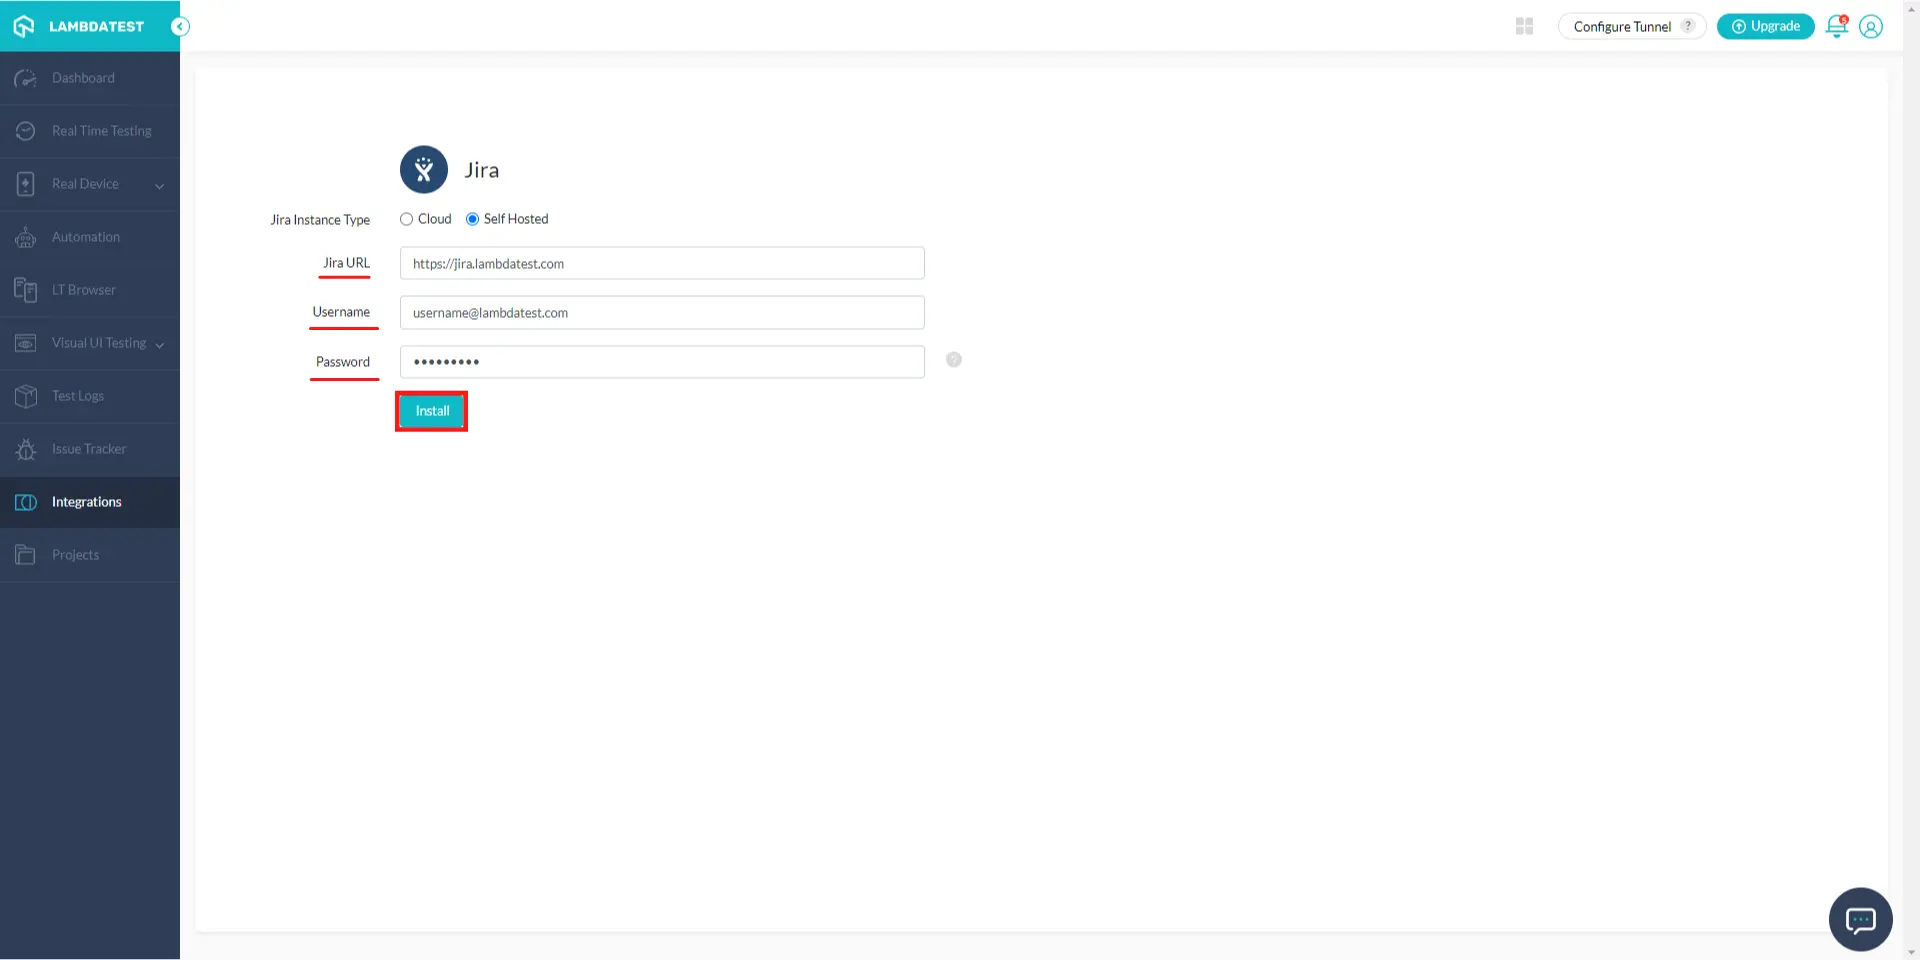 LAMBDATEST
Configure Tunnel ?
Upgrade
5
Dashboard
Real Time Testing
Real Device
Automation
LT Browser
Visual UI Testing
Test Logs
Issue Tracker
Integrations
Projects
Jira
Jira Instance Type Cloud Self Hosted
Jira URL https://jira.lambdatest.com
Username username@lambdatest.com
Password ••••••••• ?
Install